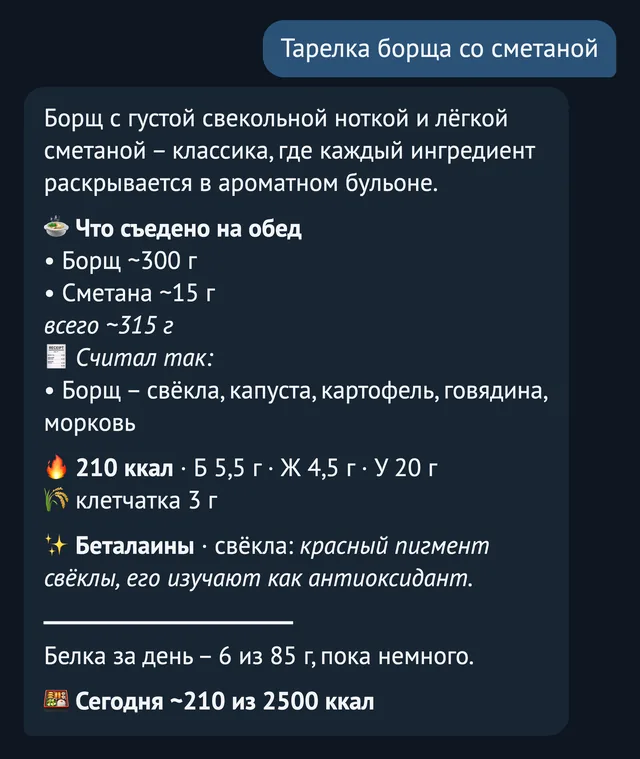 Тарелка борща со сметаной
Борщ с густой свекольной ноткой и лёгкой
сметаной – классика, где каждый ингредиент
раскрывается в ароматном бульоне.
Что съедено на обед
• Борщ ~300 г
• Сметана ~15 г
всего ~315 г
Считал так:
• Борщ – свёкла, капуста, картофель, говядина,
морковь
210 ккал · Б 5,5 г · Ж 4,5 г · У 20 г
клетчатка 3 г
Беталаины · свёкла: красный пигмент
свёклы, его изучают как антиоксидант.
Белка за день – 6 из 85 г, пока немного.
Сегодня ~210 из 2500 ккал